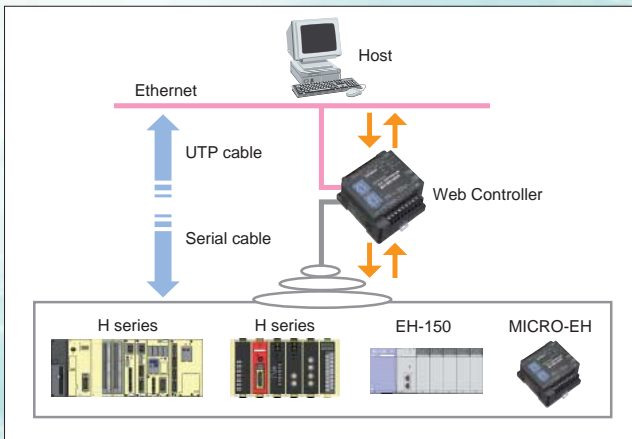 Host
Ethernet
UTP cable
Web Controller
Serial cable
H series
H series
EH-150
MICRO-EH